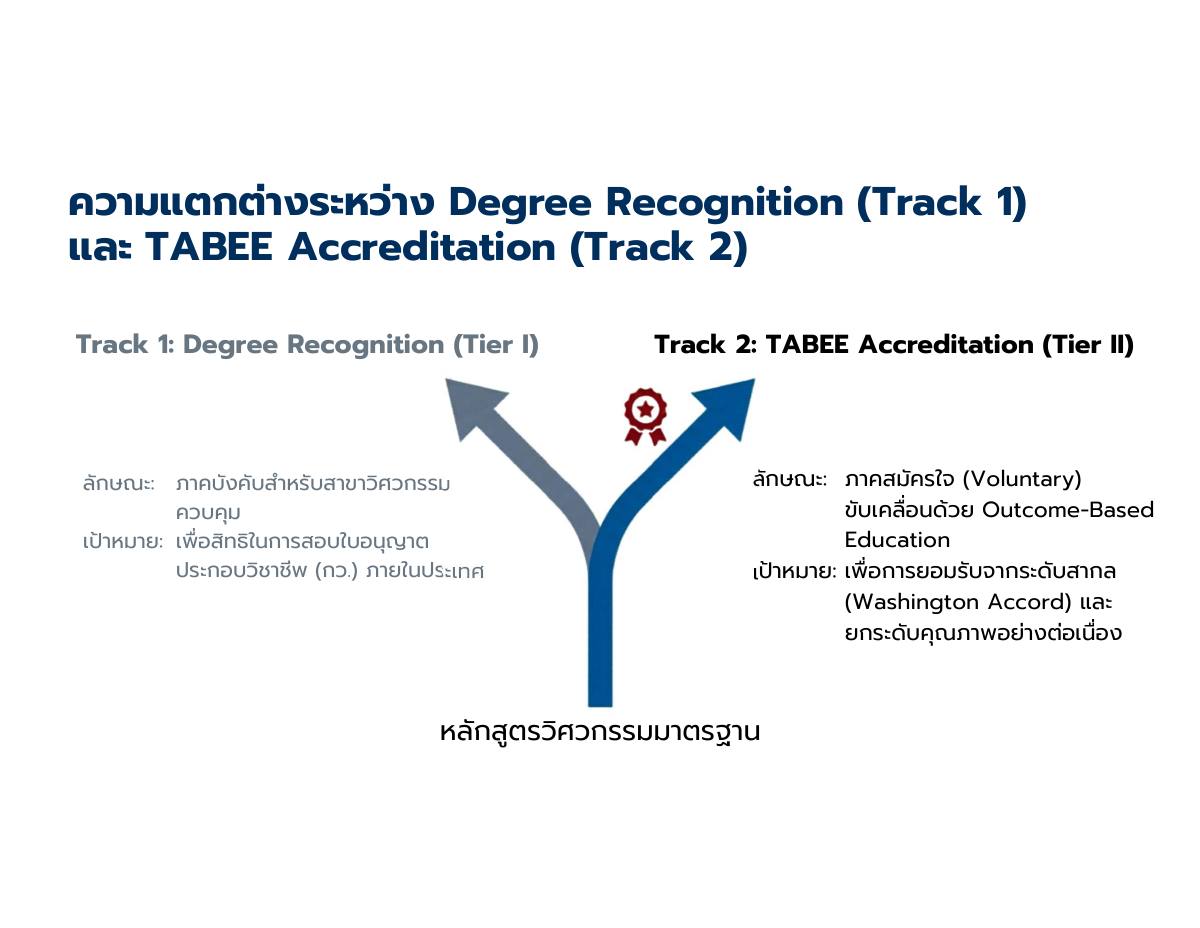 ความแตกต่างระหว่าง Degree Recognition (Track 1)
และ TABEE Accreditation (Track 2)
Track 1: Degree Recognition (Tier I)
ลักษณะ: ภาคบังคับสำหรับสาขาวิศวกรรม
ควบคุม
เป้าหมาย: เพื่อสิทธิในการสอบใบอนุญาต
ประกอบวิชาชีพ (กว.) ภายในประเทศ
Track 2: TABEE Accreditation (Tier II)
ลักษณะ: ภาคสมัครใจ (Voluntary)
ขับเคลื่อนด้วย Outcome-Based
Education
เป้าหมาย: เพื่อการยอมรับจากระดับสากล
(Washington Accord) และ
ยกระดับคุณภาพอย่างต่อเนื่อง
หลักสูตรวิศวกรรมมาตรฐาน